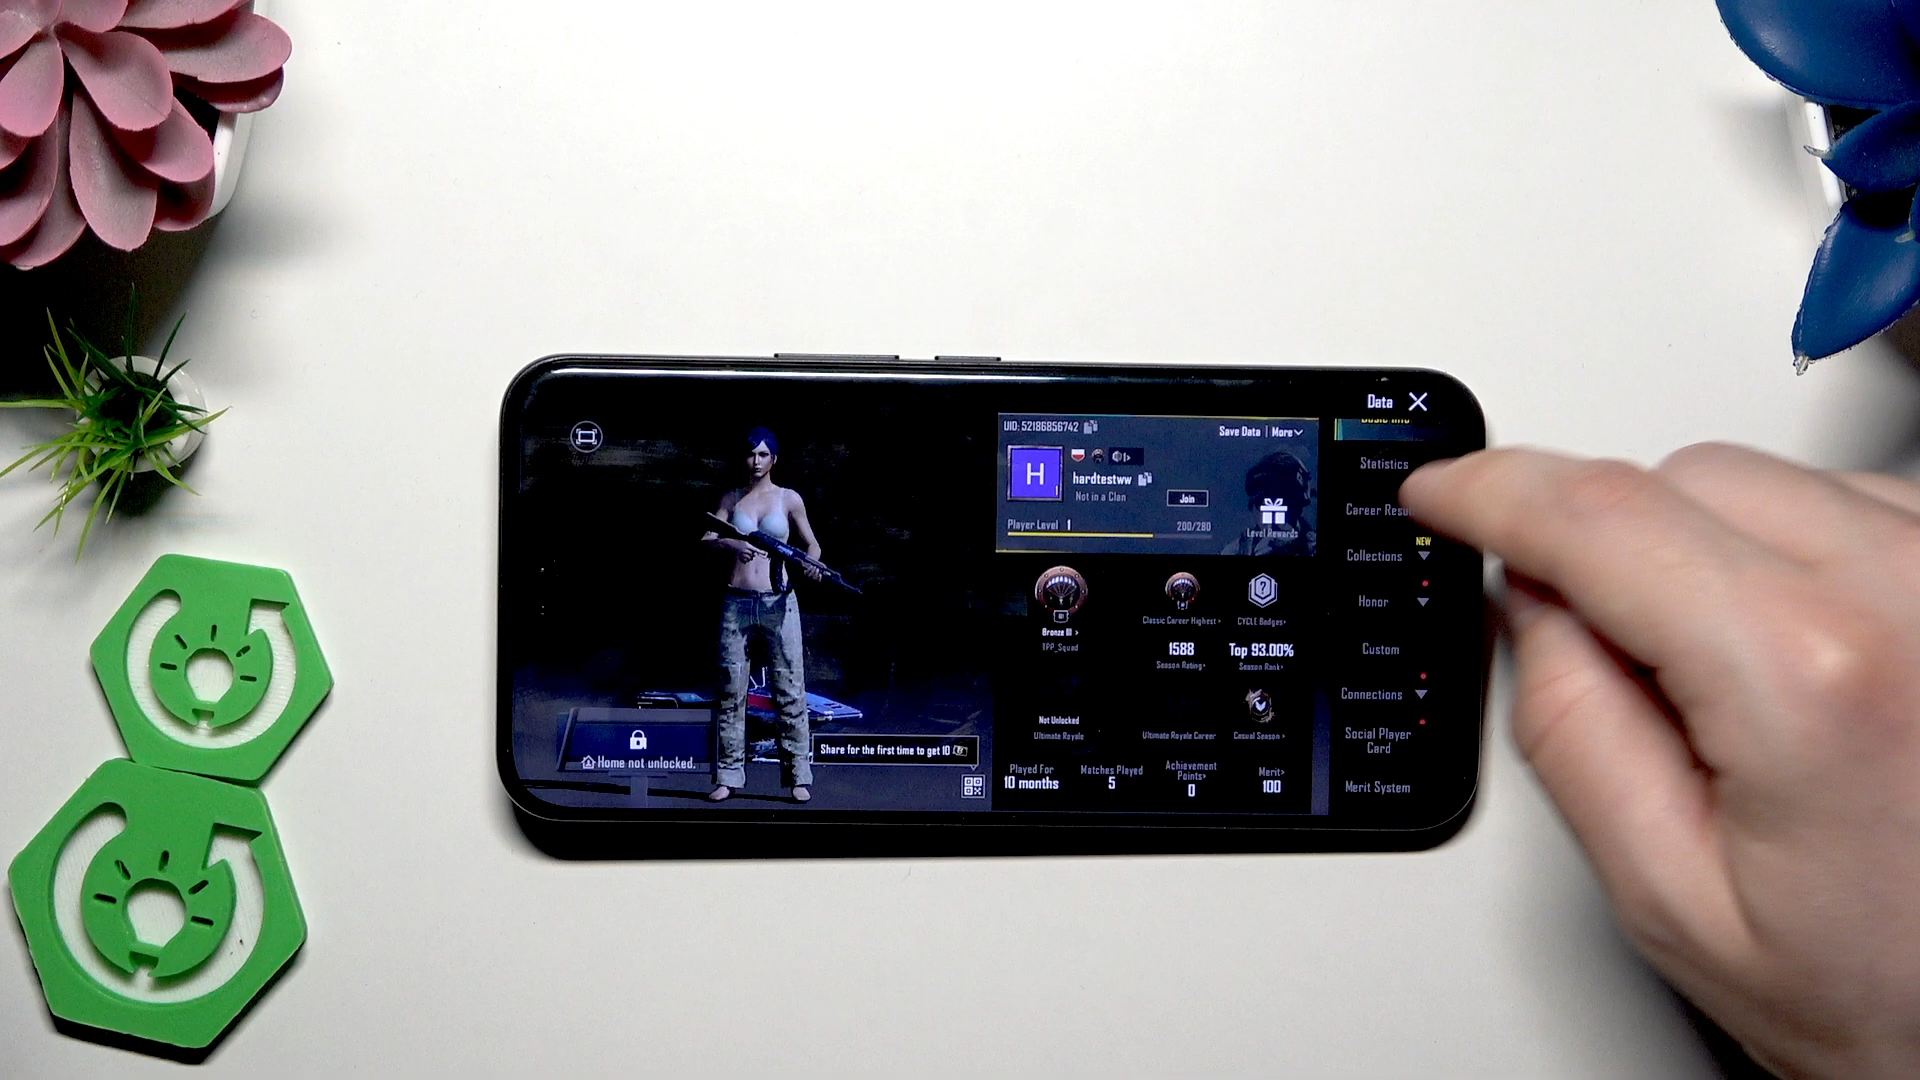 Data
UID: 52186856742
Save Data | More
H
1
hardtestww
Not in a Clan
Join
Player Level 1
200/280
Level Rewards
Bronze III >
TPP_Squad
Classic Career Highest >
CYCLE Badges>
1588
Season Rating>
Top 93.00%
Season Rank>
Not Unlocked
Ultimate Royale
Ultimate Royale Career
Casual Season >
Played For
10 months
Matches Played
5
Achievement
Points>
0
Merit>
100
Home not unlocked.
Share for the first time to get 10
Basic Info
Statistics
Career Resu
NEW
Collections
Honor
Custom
Connections
Social Player
Card
Merit System